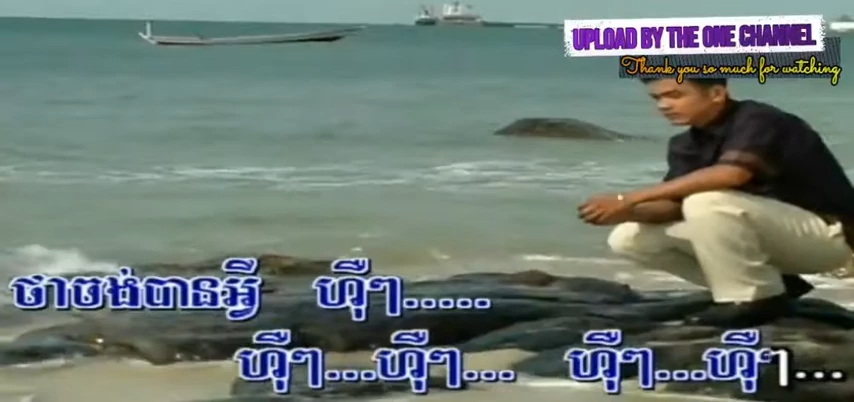 UPLOAD BY THE ONE CHANNEL
Thank you so much for watching
ថាចង់បានអ្វី ហ៊ឺៗ.....
ហ៊ឺៗ...ហ៊ឺៗ... ហ៊ឺៗ...ហ៊ឺៗ...